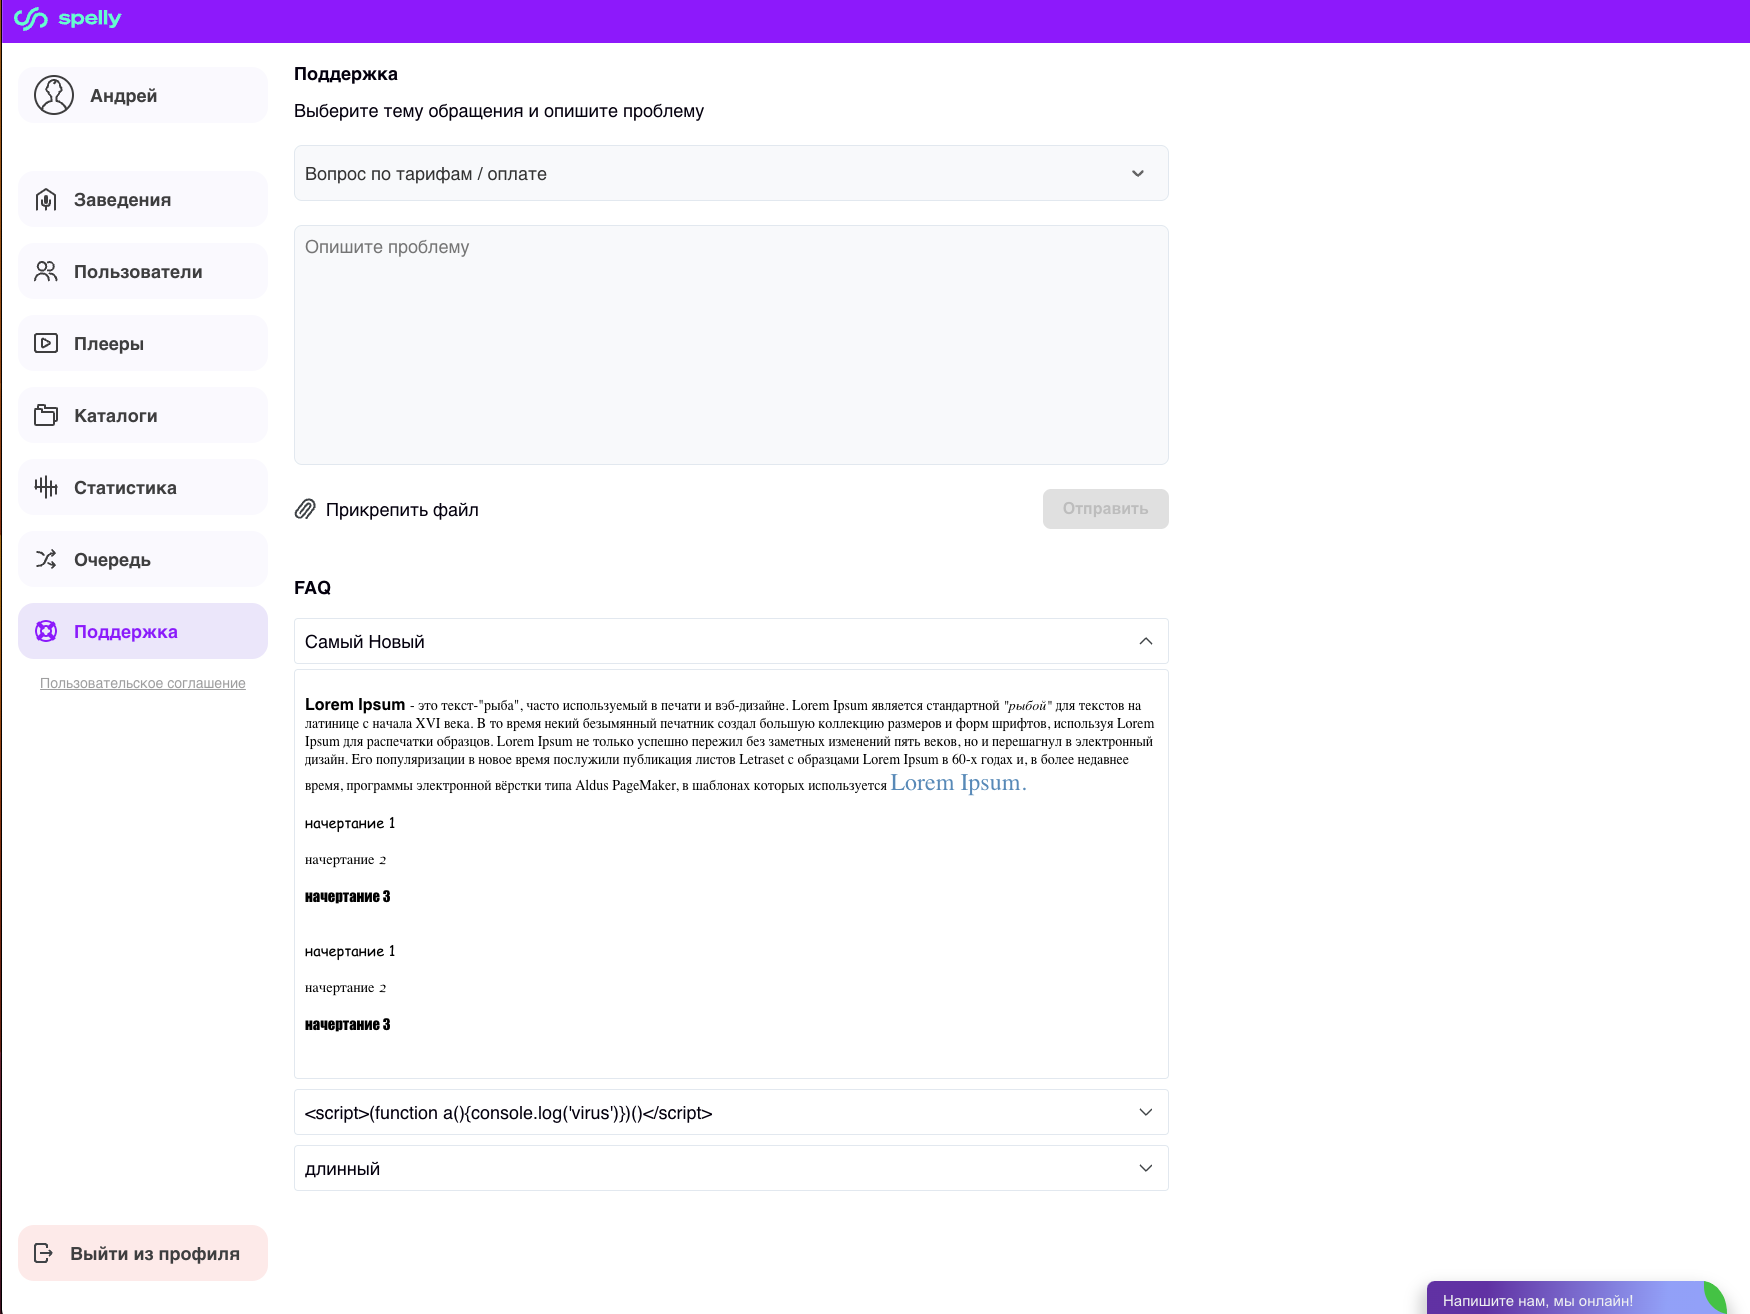 spelly
Андрей
Заведения
Пользователи
Плееры
Каталоги
Статистика
Очередь
Поддержка
Пользовательское соглашение
Выйти из профиля
Поддержка
Выберите тему обращения и опишите проблему
Вопрос по тарифам / оплате
Опишите проблему
Прикрепить файл
Отправить
FAQ
Самый Новый
Lorem Ipsum - это текст-"рыба", часто используемый в печати и вэб-дизайне. Lorem Ipsum является стандартной "рыбой" для текстов на
латинице с начала XVI века. В то время некий безымянный печатник создал большую коллекцию размеров и форм шрифтов, используя Lorem
Ipsum для распечатки образцов. Lorem Ipsum не только успешно пережил без заметных изменений пять веков, но и перешагнул в электронный
дизайн. Его популяризации в новое время послужили публикация листов Letraset с образцами Lorem Ipsum в 60-х годах и, в более недавнее
время, программы электронной вёрстки типа Aldus PageMaker, в шаблонах которых используется Lorem Ipsum.
начертание 1
начертание 2
начертание 3
начертание 1
начертание 2
начертание 3
<script>(function a(){console.log('virus')})()</script>
длинный
Напишите нам, мы онлайн!